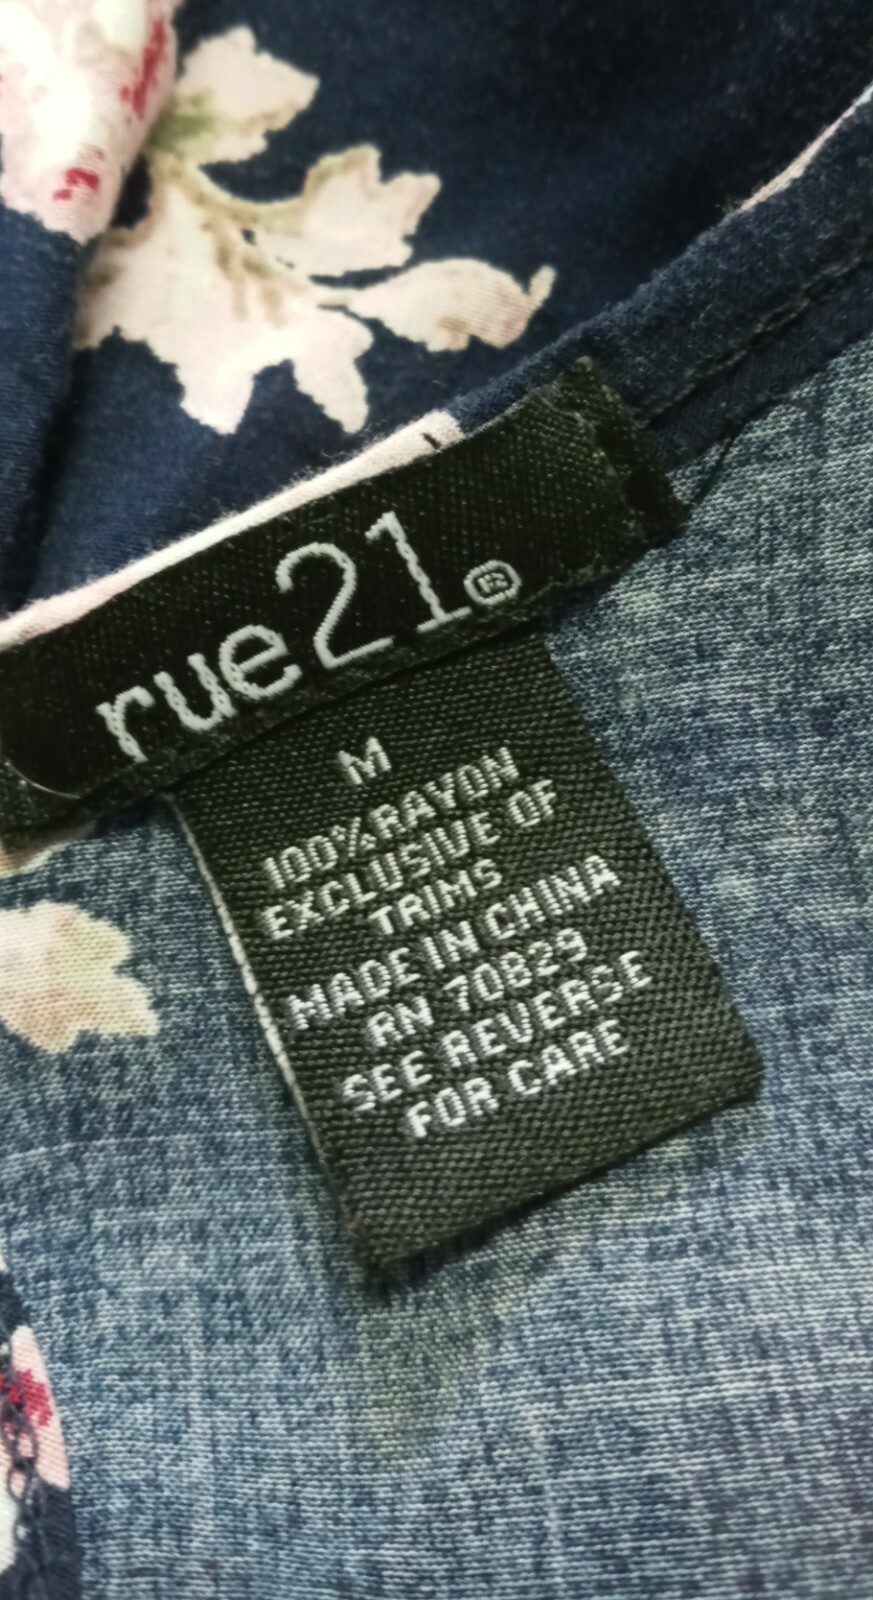 rue21®
M
100% RAYON
EXCLUSIVE OF
TRIMS
MADE IN CHINA
RN 70829
SEE REVERSE
FOR CARE